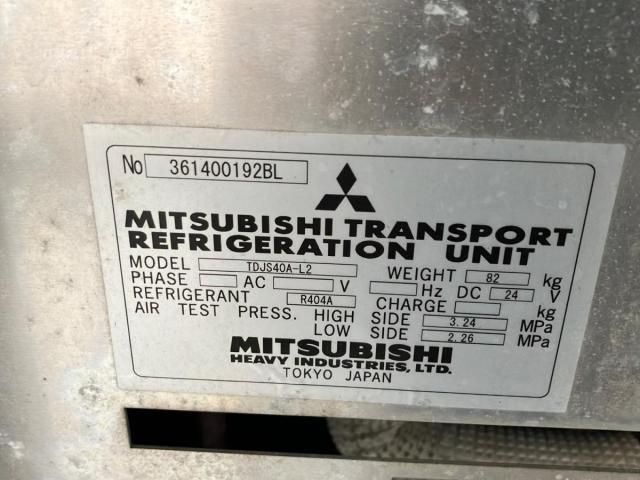 No 361400192BL
MITSUBISHI TRANSPORT
REFRIGERATION UNIT
MODEL TDJS40A-L2 WEIGHT 82 kg
PHASE AC V Hz DC 24 V
REFRIGERANT R404A CHARGE kg
AIR TEST PRESS. HIGH SIDE 3.24 MPa
LOW SIDE 2.26 MPa
MITSUBISHI
HEAVY INDUSTRIES, LTD.
TOKYO JAPAN